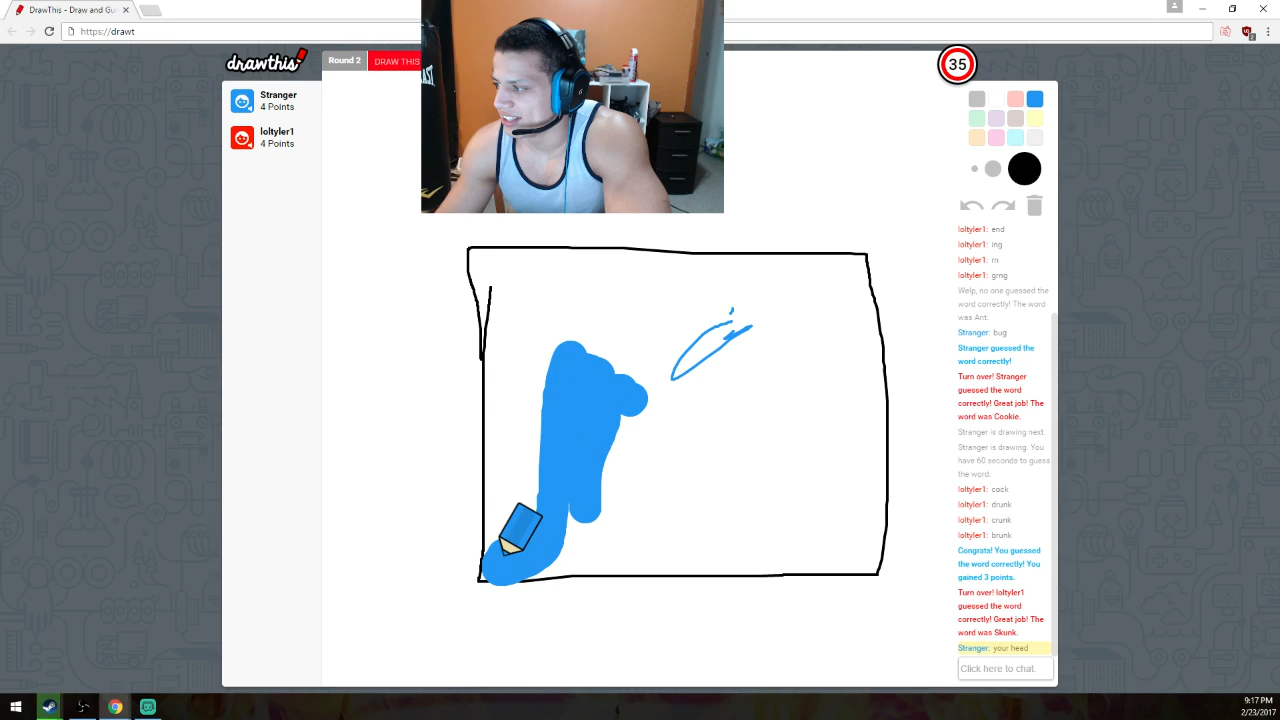 DrawThis - Draw and Gu
https://drawt
drawthis!
Round 2
DRAW THIS
35
Stranger
4 Points
loltyler1
4 Points
loltyler1: end
loltyler1: ing
loltyler1: rn
loltyler1: grng
Welp, no one guessed the
word correctly! The word
was Ant.
Stranger: bug
Stranger guessed the
word correctly!
Turn over! Stranger
guessed the word
correctly! Great job! The
word was Cookie.
Stranger is drawing next.
Stranger is drawing. You
have 60 seconds to guess
the word.
loltyler1: cock
loltyler1: drunk
loltyler1: crunk
loltyler1: brunk
Congrats! You guessed
the word correctly! You
gained 3 points.
Turn over! loltyler1
guessed the word
correctly! Great job! The
word was Skunk.
Stranger: your head
Click here to chat.
9:17 PM
2/23/2017